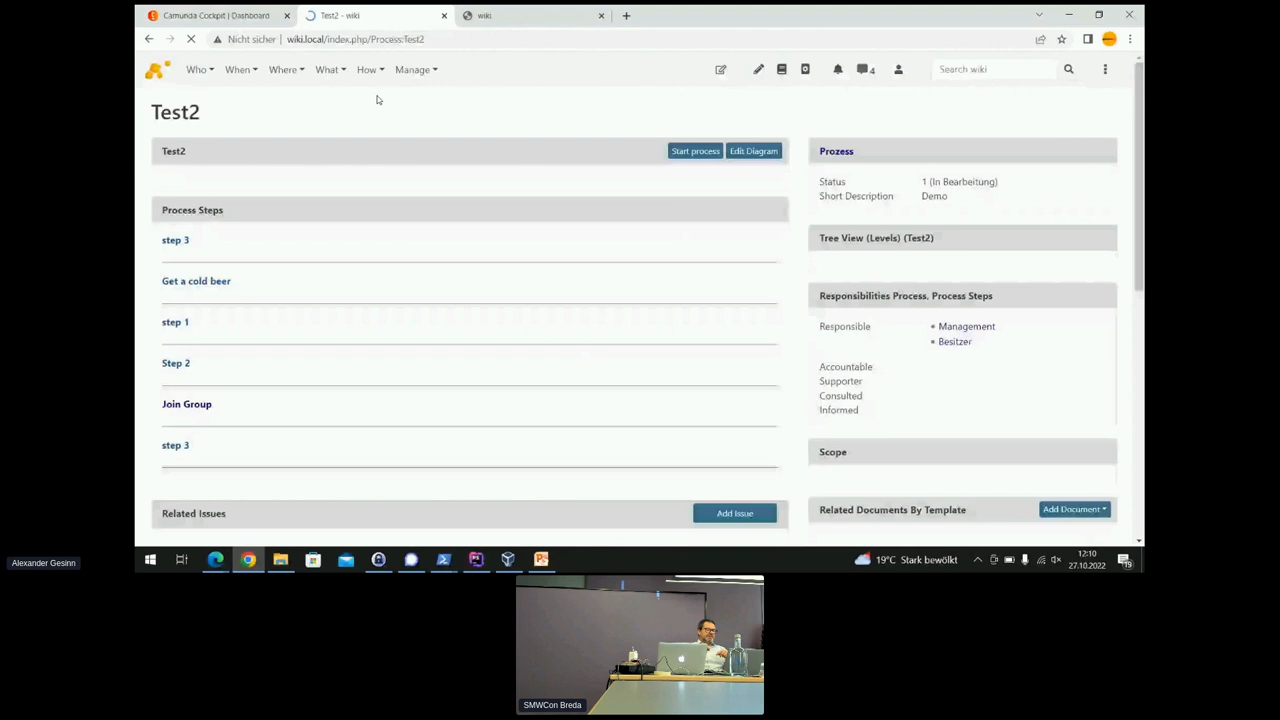 Camunda Cockpit | Dashboard
Test2 - wiki
wiki
Nicht sicher | wiki.local/index.php/Process:Test2
Who When Where What How Manage
4
Search wiki
Test2
Test2
Start process
Edit Diagram
Process Steps
step 3
Get a cold beer
step 1
Step 2
Join Group
step 3
Related Issues
Add Issue
Prozess
Status 1 (In Bearbeitung)
Short Description Demo
Tree View (Levels) (Test2)
Responsibilities Process, Process Steps
Responsible Management
Besitzer
Accountable
Supporter
Consulted
Informed
Scope
Related Documents By Template
Add Document
19°C Stark bewölkt
12:10
27.10.2022
19
Alexander Gesinn
SMWCon Breda